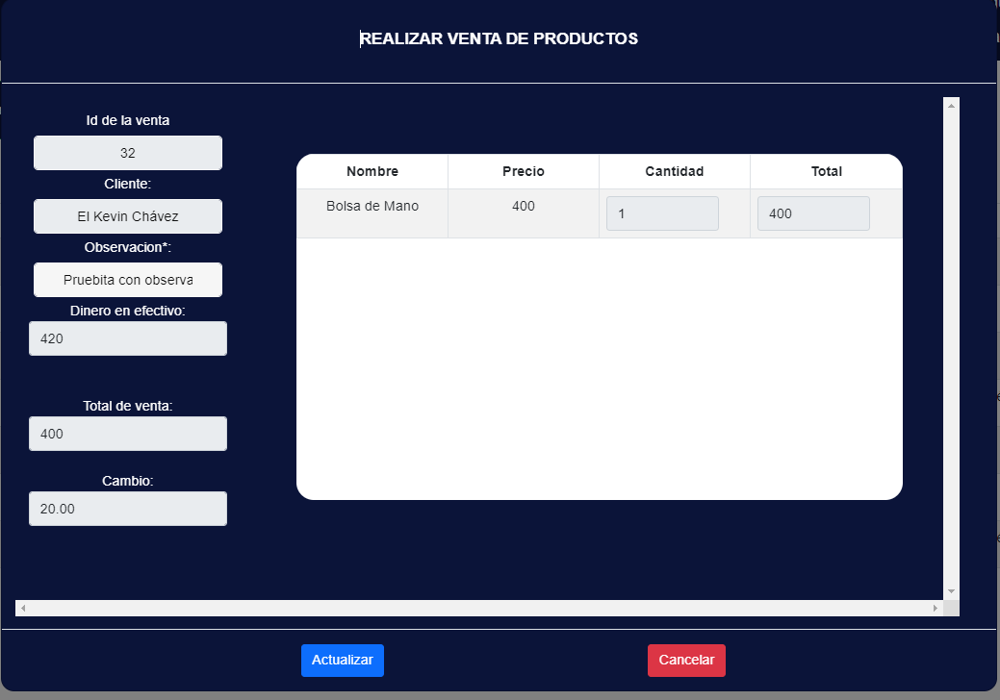 REALIZAR VENTA DE PRODUCTOS
Id de la venta
32
Cliente:
El Kevin Chávez
Observacion*:
Pruebita con observa
Dinero en efectivo:
420
Total de venta:
400
Cambio:
20.00
Nombre Precio Cantidad Total
Bolsa de Mano 400 1 400
Actualizar Cancelar